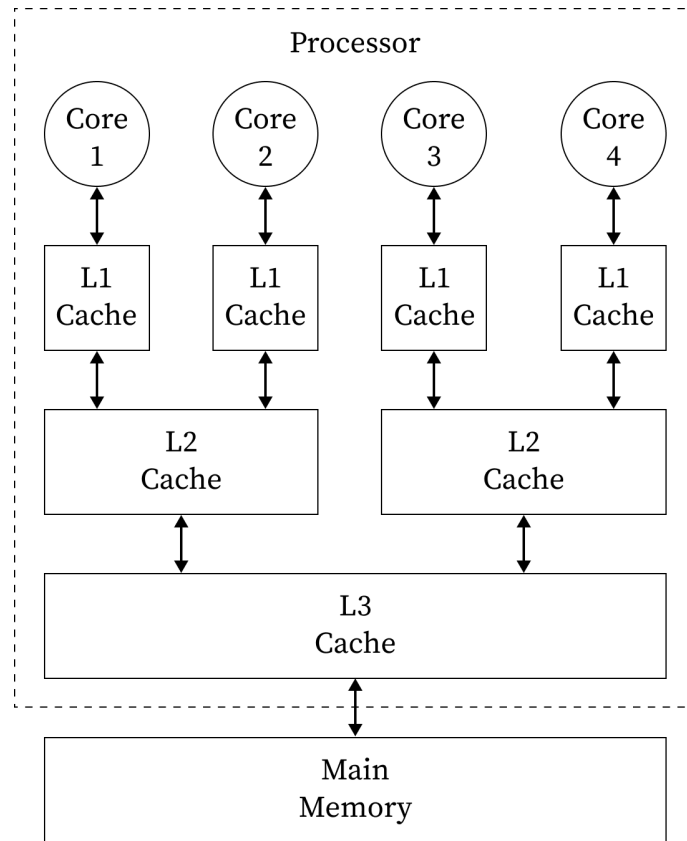 Processor
Core
1
Core
2
Core
3
Core
4
L1
Cache
L1
Cache
L1
Cache
L1
Cache
L2
Cache
L2
Cache
L3
Cache
Main
Memory